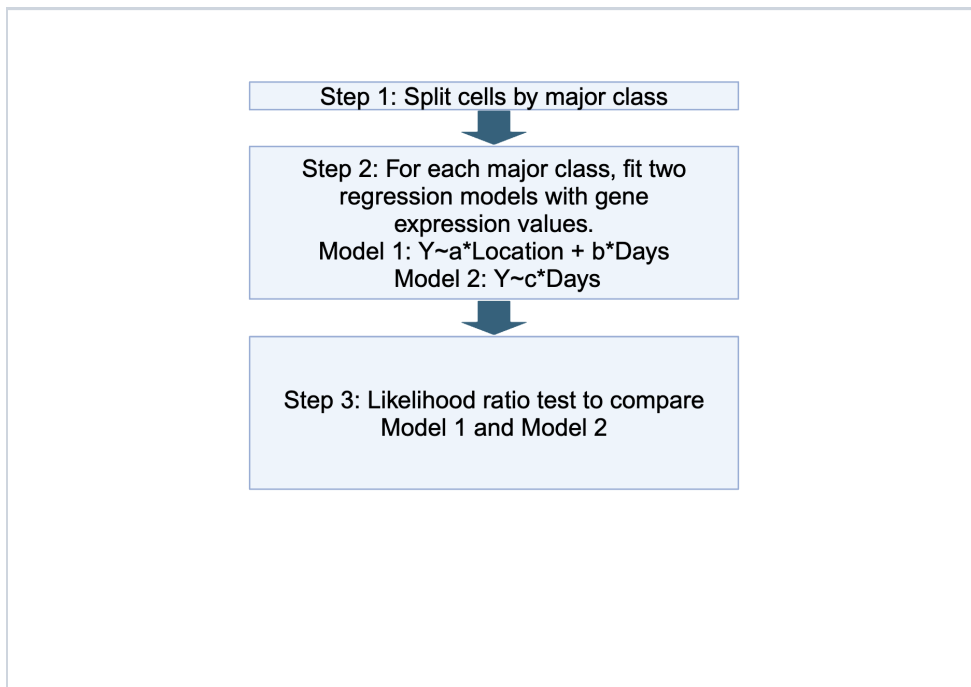 Step 1: Split cells by major class
Step 2: For each major class, fit two
regression models with gene
expression values.
Model 1: Y~a*Location + b*Days
Model 2: Y~c*Days
Step 3: Likelihood ratio test to compare
Model 1 and Model 2